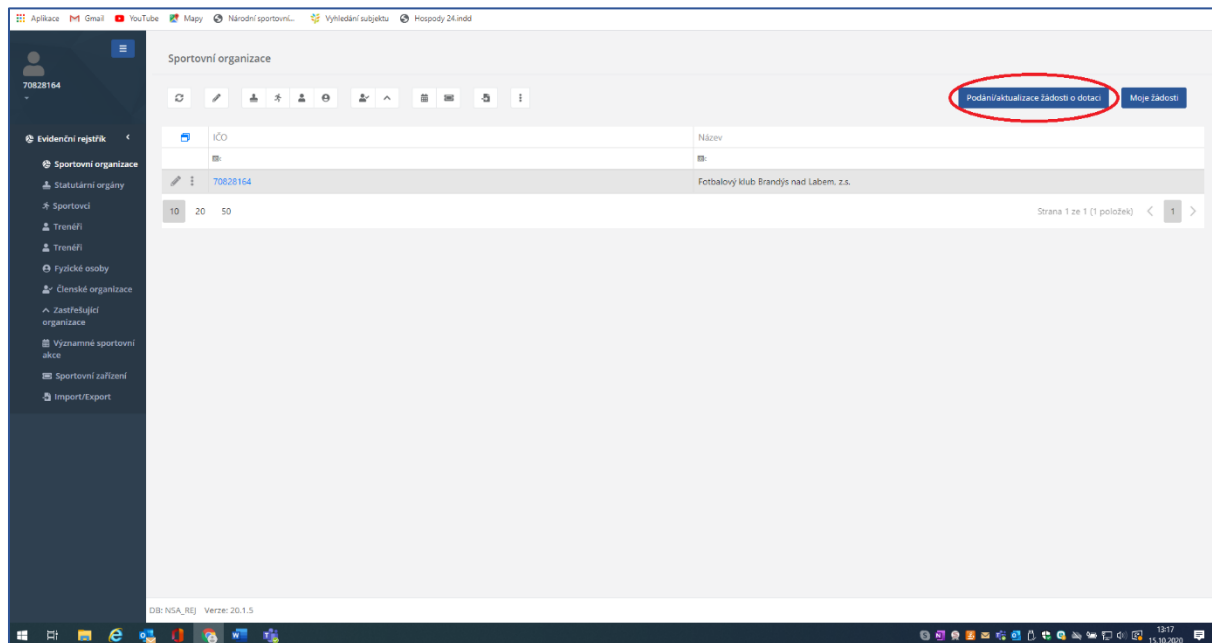 Aplikace Gmail YouTube Mapy Národní sportovní... Vyhledání subjektu Hospody 24.indd
Sportovní organizace
70828164
Podání/aktualizace žádosti o dotaci Moje žádosti
Evidenční rejstřík
Sportovní organizace
Statutární orgány
Sportovci
Trenéři
Trenéři
Fyzické osoby
Členské organizace
Zastřešující
organizace
Významné sportovní
akce
Sportovní zařízení
Import/Export
IČO Název
70828164 Fotbalový klub Brandýs nad Labem, z.s.
10 20 50 Strana 1 ze 1 (1 položek) < 1 >
DB: NSA_REJ Verze: 20.1.5
13:17
15.10.2020